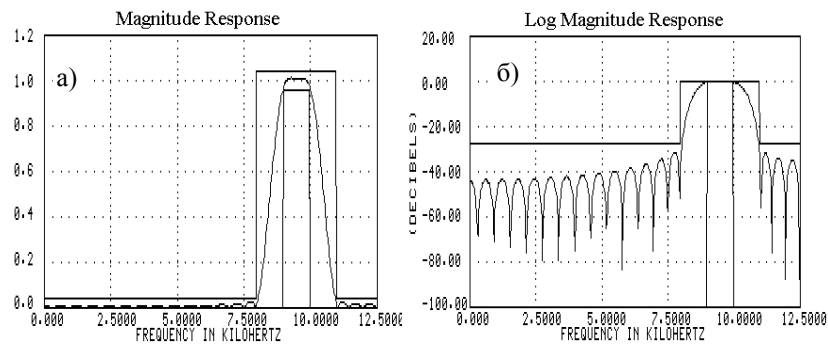 Magnitude Response
1.2
а)
1.0
0.8
0.6
0.4
0.2
0.0
0.000 2.5000 5.0000 7.5000 10.0000 12.500
FREQUENCY IN KILOHERTZ
Log Magnitude Response
20.00
б)
0.00
-20.00
-40.00
-60.00
-80.00
-100.00
(DECIBELS)
0.000 2.5000 5.0000 7.5000 10.0000 12.5000
FREQUENCY IN KILOHERTZ